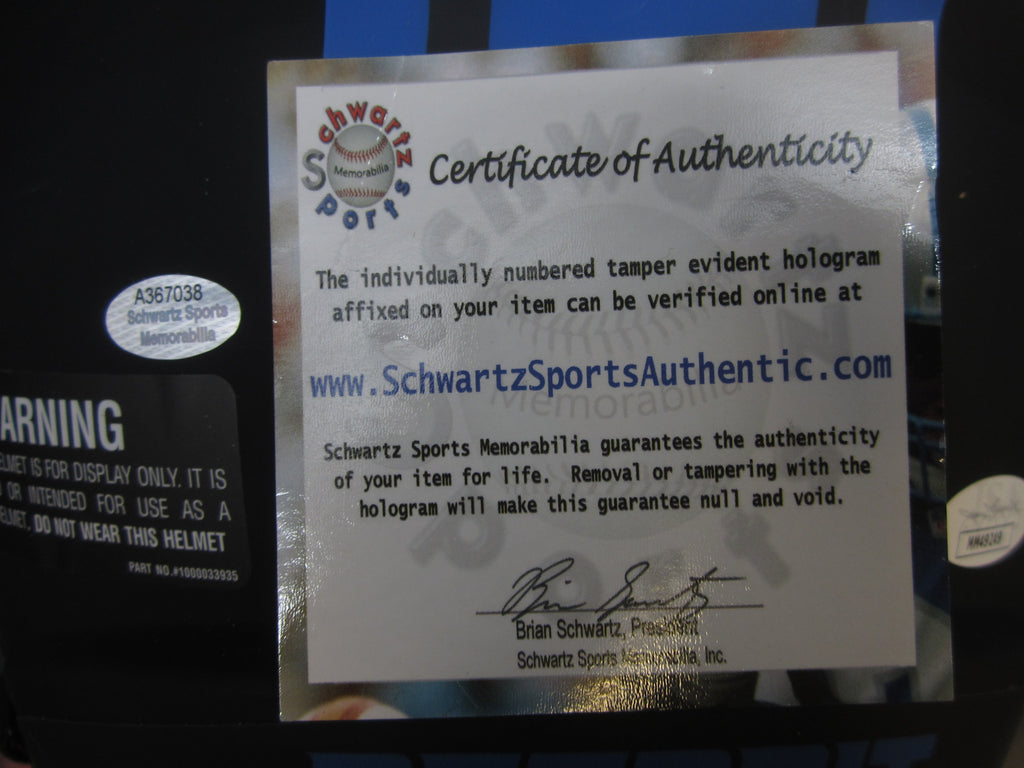 Schwartz
Sports
Memorabilia
Certificate of Authenticity
The individually numbered tamper evident hologram
affixed on your item can be verified online at
www.SchwartzSportsAuthentic.com
Schwartz Sports Memorabilia guarantees the authenticity
of your item for life. Removal or tampering with the
hologram will make this guarantee null and void.
Brian Schwartz, President
Schwartz Sports Memorabilia, Inc.
A367038
Schwartz Sports
Memorabilia
ARNING
ELMET IS FOR DISPLAY ONLY. IT IS
OR INTENDED FOR USE AS A
ELMET. DO NOT WEAR THIS HELMET
PART NO.#1000033935